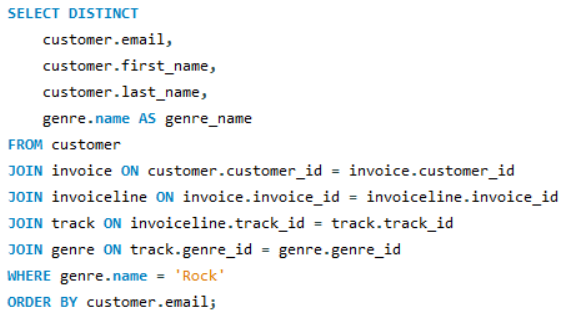 SELECT DISTINCT
    customer.email,
    customer.first_name,
    customer.last_name,
    genre.name AS genre_name
FROM customer
JOIN invoice ON customer.customer_id = invoice.customer_id
JOIN invoiceline ON invoice.invoice_id = invoiceline.invoice_id
JOIN track ON invoiceline.track_id = track.track_id
JOIN genre ON track.genre_id = genre.genre_id
WHERE genre.name = 'Rock'
ORDER BY customer.email;